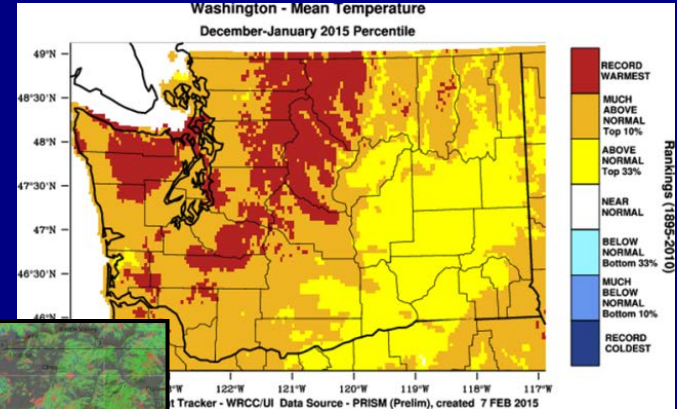 Washington - Mean Temperature
December-January 2015 Percentile
49°N
48°30'N
48°N
47°30'N
47°N
46°30'N
122°W
121°W
120°W
119°W
118°W
117°W
RECORD
WARMEST
MUCH
ABOVE
NORMAL
Top 10%
ABOVE
NORMAL
Top 33%
NEAR
NORMAL
BELOW
NORMAL
Bottom 33%
MUCH
BELOW
NORMAL
Bottom 10%
RECORD
COLDEST
Rankings (1895-2010)
Tracker - WRCC/UI Data Source - PRISM (Prelim), created 7 FEB 2015